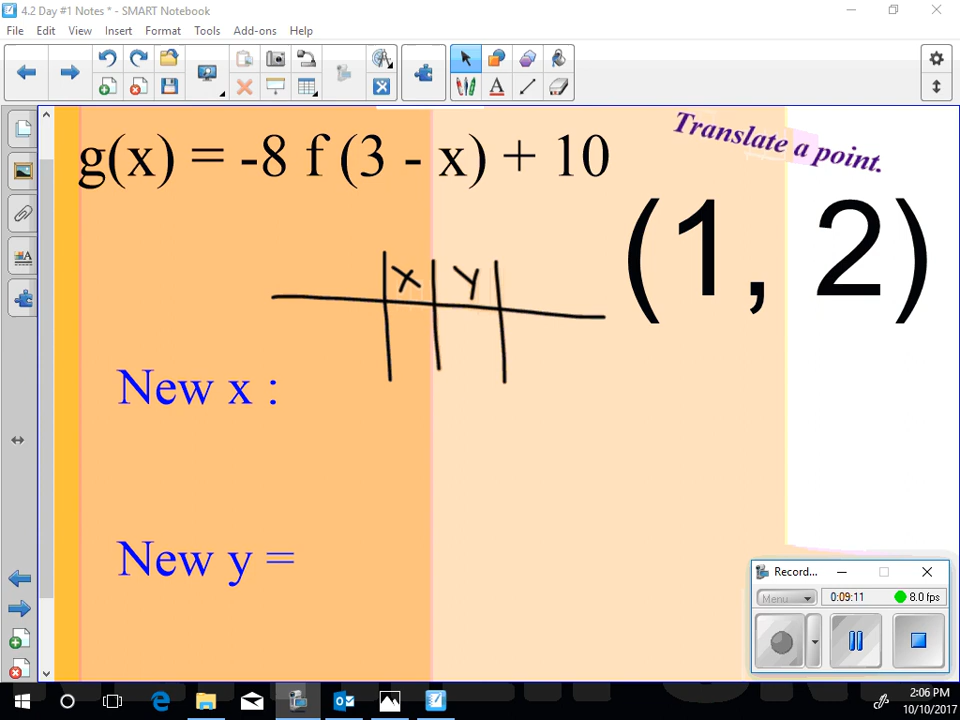 4.2 Day #1 Notes * - SMART Notebook
File Edit View Insert Format Tools Add-ons Help
g(x) = -8 f (3 - x) + 10
Translate a point.
(1, 2)
x y
New x :
New y =
Record...
Menu 0:09:11 8.0 fps
2:06 PM
10/10/2017